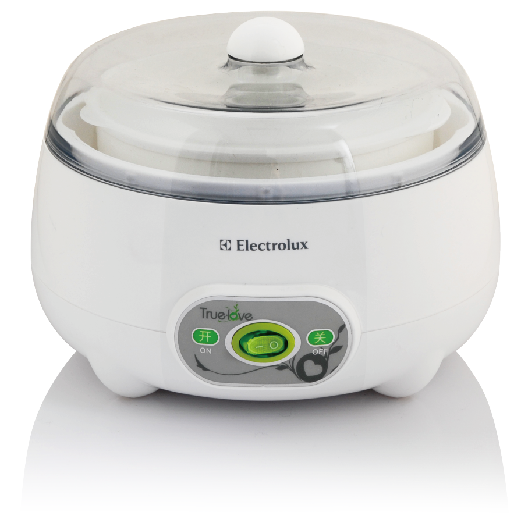 Electrolux
Truelove
开 关
ON OFF